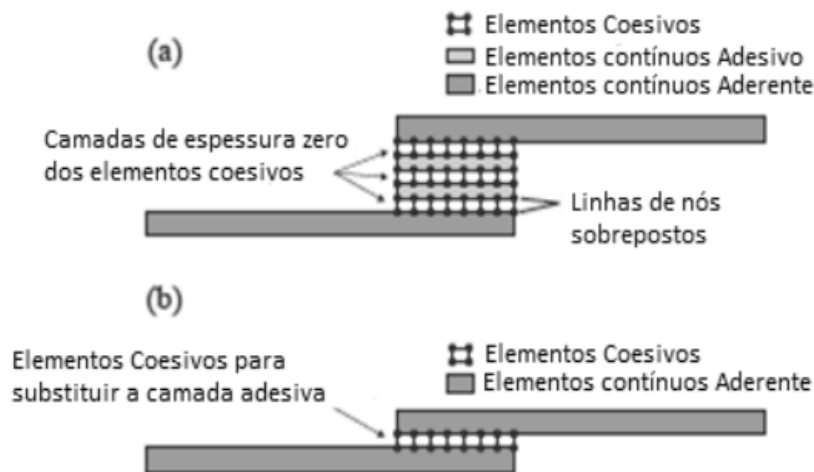 (a)
Elementos Coesivos
Elementos contínuos Adesivo
Elementos contínuos Aderente
Camadas de espessura zero
dos elementos coesivos
Linhas de nós
sobrepostos
(b)
Elementos Coesivos para
substituir a camada adesiva
Elementos Coesivos
Elementos contínuos Aderente